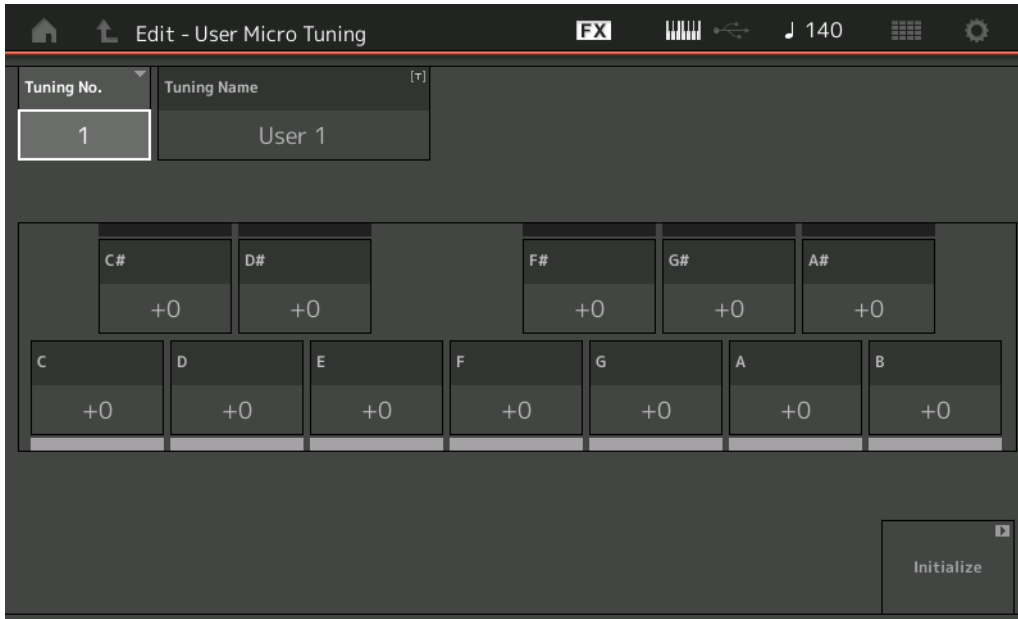 Edit - User Micro Tuning FX ♩ 140
Tuning No. Tuning Name [T]
1 User 1
C# D# F# G# A#
+0 +0 +0 +0 +0
C D E F G A B
+0 +0 +0 +0 +0 +0 +0
Initialize